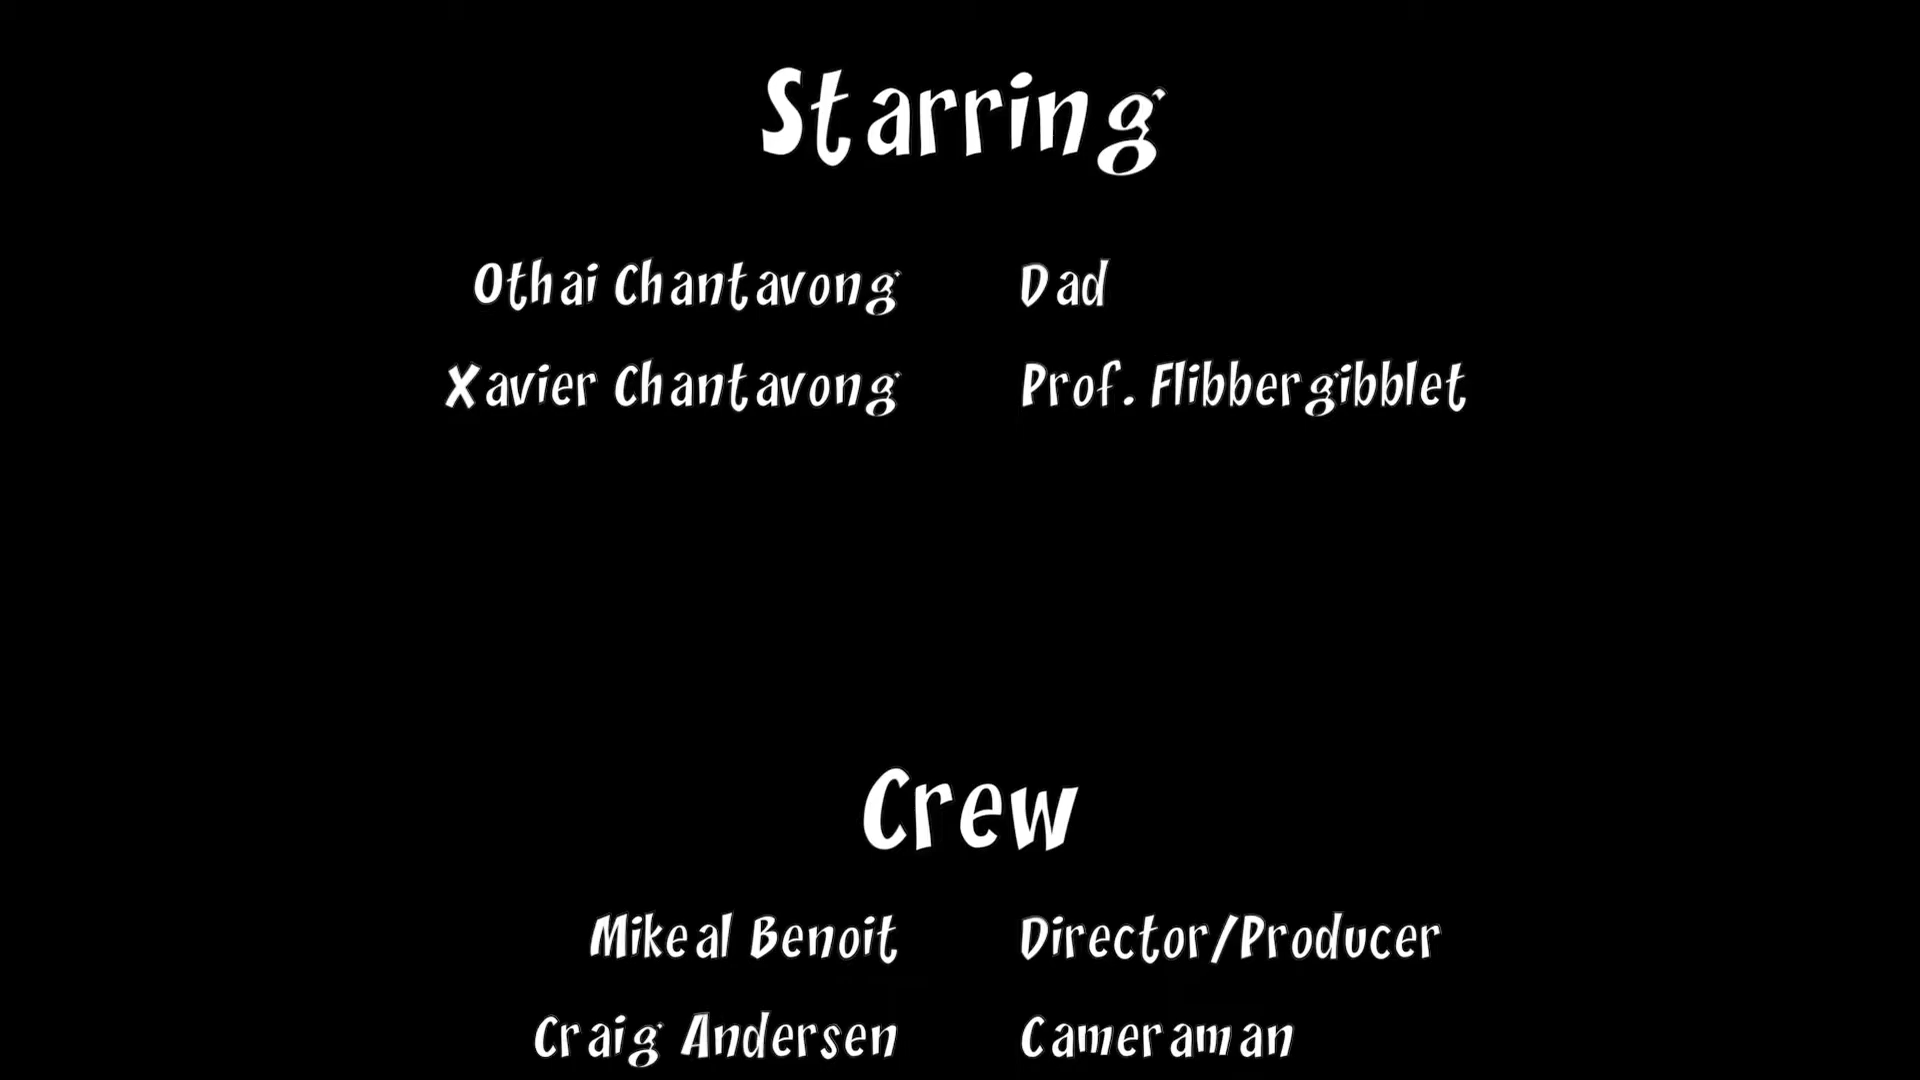 Starring
Othai Chantavong Dad
Xavier Chantavong Prof. Flibbergibblet
Crew
Mikeal Benoit Director/Producer
Craig Andersen Cameraman